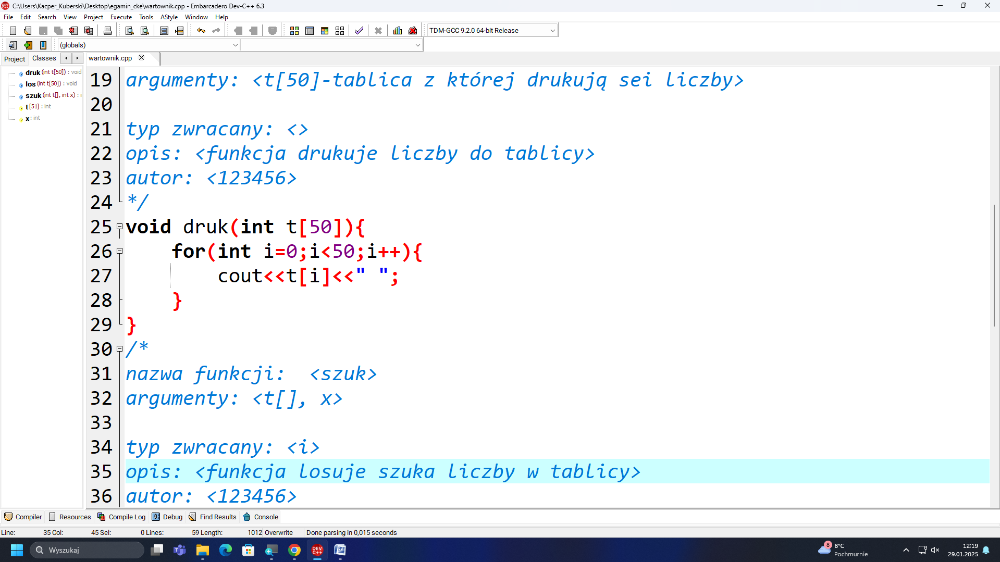 C:\Users\Kacper_Kuberski\Desktop\egamin_cke\wartownik.cpp - Embarcadero Dev-C++ 6.3
File Edit Search View Project Execute Tools AStyle Window Help
TDM-GCC 9.2.0 64-bit Release
(globals)
Project Classes wartownik.cpp
druk (int t[50]) : void
los (int t[50]) : void
szuk (int t[], int x) : i
t [51] : int
x : int
19 argumenty: <t[50]-tablica z której drukują sei liczby>
20
21 typ zwracany: <>
22 opis: <funkcja drukuje liczby do tablicy>
23 autor: <123456>
24 */
25 void druk(int t[50]){
26 for(int i=0;i<50;i++){
27 cout<<t[i]<<" ";
28 }
29 }
30 /*
31 nazwa funkcji:  <szuk>
32 argumenty: <t[], x>
33
34 typ zwracany: <i>
35 opis: <funkcja losuje szuka liczby w tablicy>
36 autor: <123456>
Compiler Resources Compile Log Debug Find Results Console
Line: 35 Col: 45 Sel: 0 Lines: 59 Length: 1012 Overwrite Done parsing in 0,015 seconds
Wyszukaj
DEV C++
8
8°C
Pochmurnie
12:19
29.01.2025